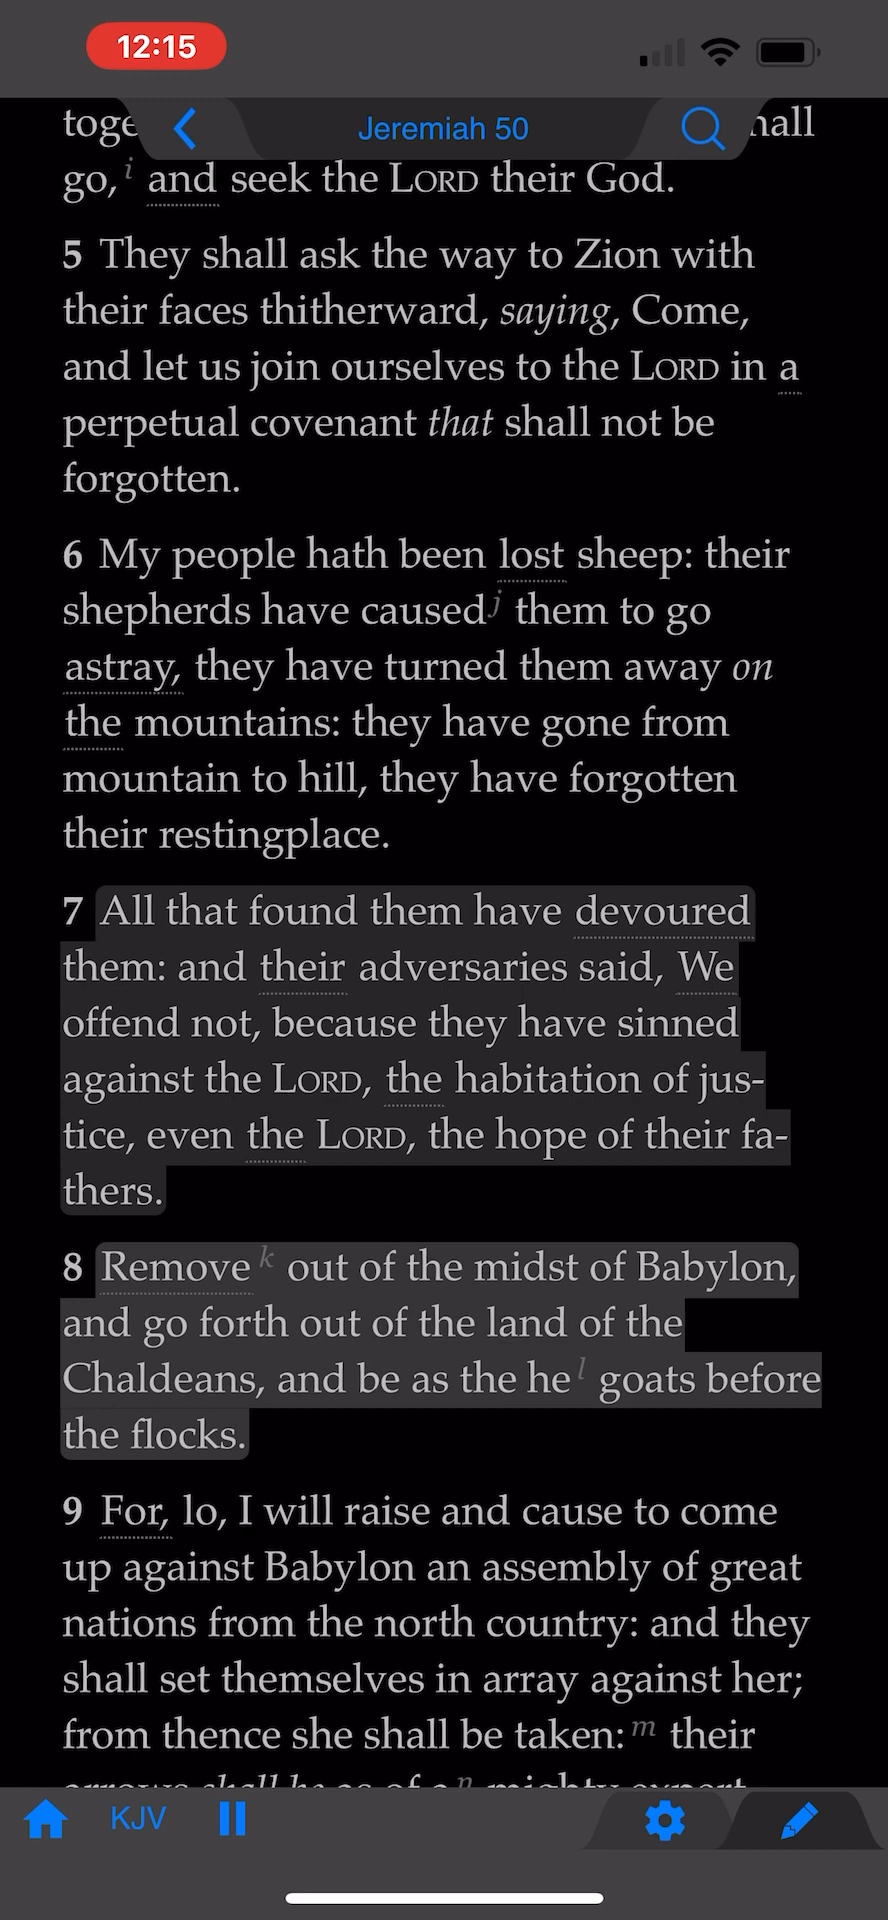 12:15
Jeremiah 50
go, i and seek the LORD their God.
5 They shall ask the way to Zion with
their faces thitherward, saying, Come,
and let us join ourselves to the LORD in a
perpetual covenant that shall not be
forgotten.
6 My people hath been lost sheep: their
shepherds have caused j them to go
astray, they have turned them away on
the mountains: they have gone from
mountain to hill, they have forgotten
their restingplace.
7 All that found them have devoured
them: and their adversaries said, We
offend not, because they have sinned
against the LORD, the habitation of jus-
tice, even the LORD, the hope of their fa-
thers.
8 Remove k out of the midst of Babylon,
and go forth out of the land of the
Chaldeans, and be as the he l goats before
the flocks.
9 For, lo, I will raise and cause to come
up against Babylon an assembly of great
nations from the north country: and they
shall set themselves in array against her;
from thence she shall be taken: m their
arrows shall be as of a n mighty expert
KJV